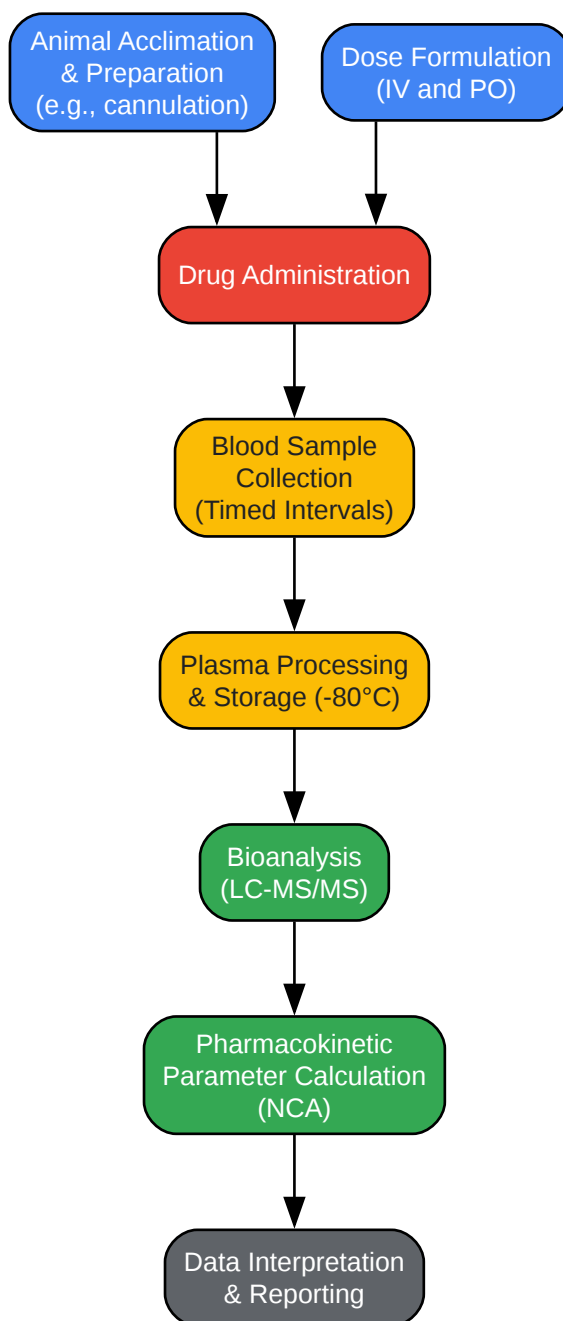 Animal Acclimation
& Preparation
(e.g., cannulation)
Dose Formulation
(IV and PO)
Drug Administration
Blood Sample
Collection
(Timed Intervals)
Plasma Processing
& Storage (-80°C)
Bioanalysis
(LC-MS/MS)
Pharmacokinetic
Parameter Calculation
(NCA)
Data Interpretation
& Reporting